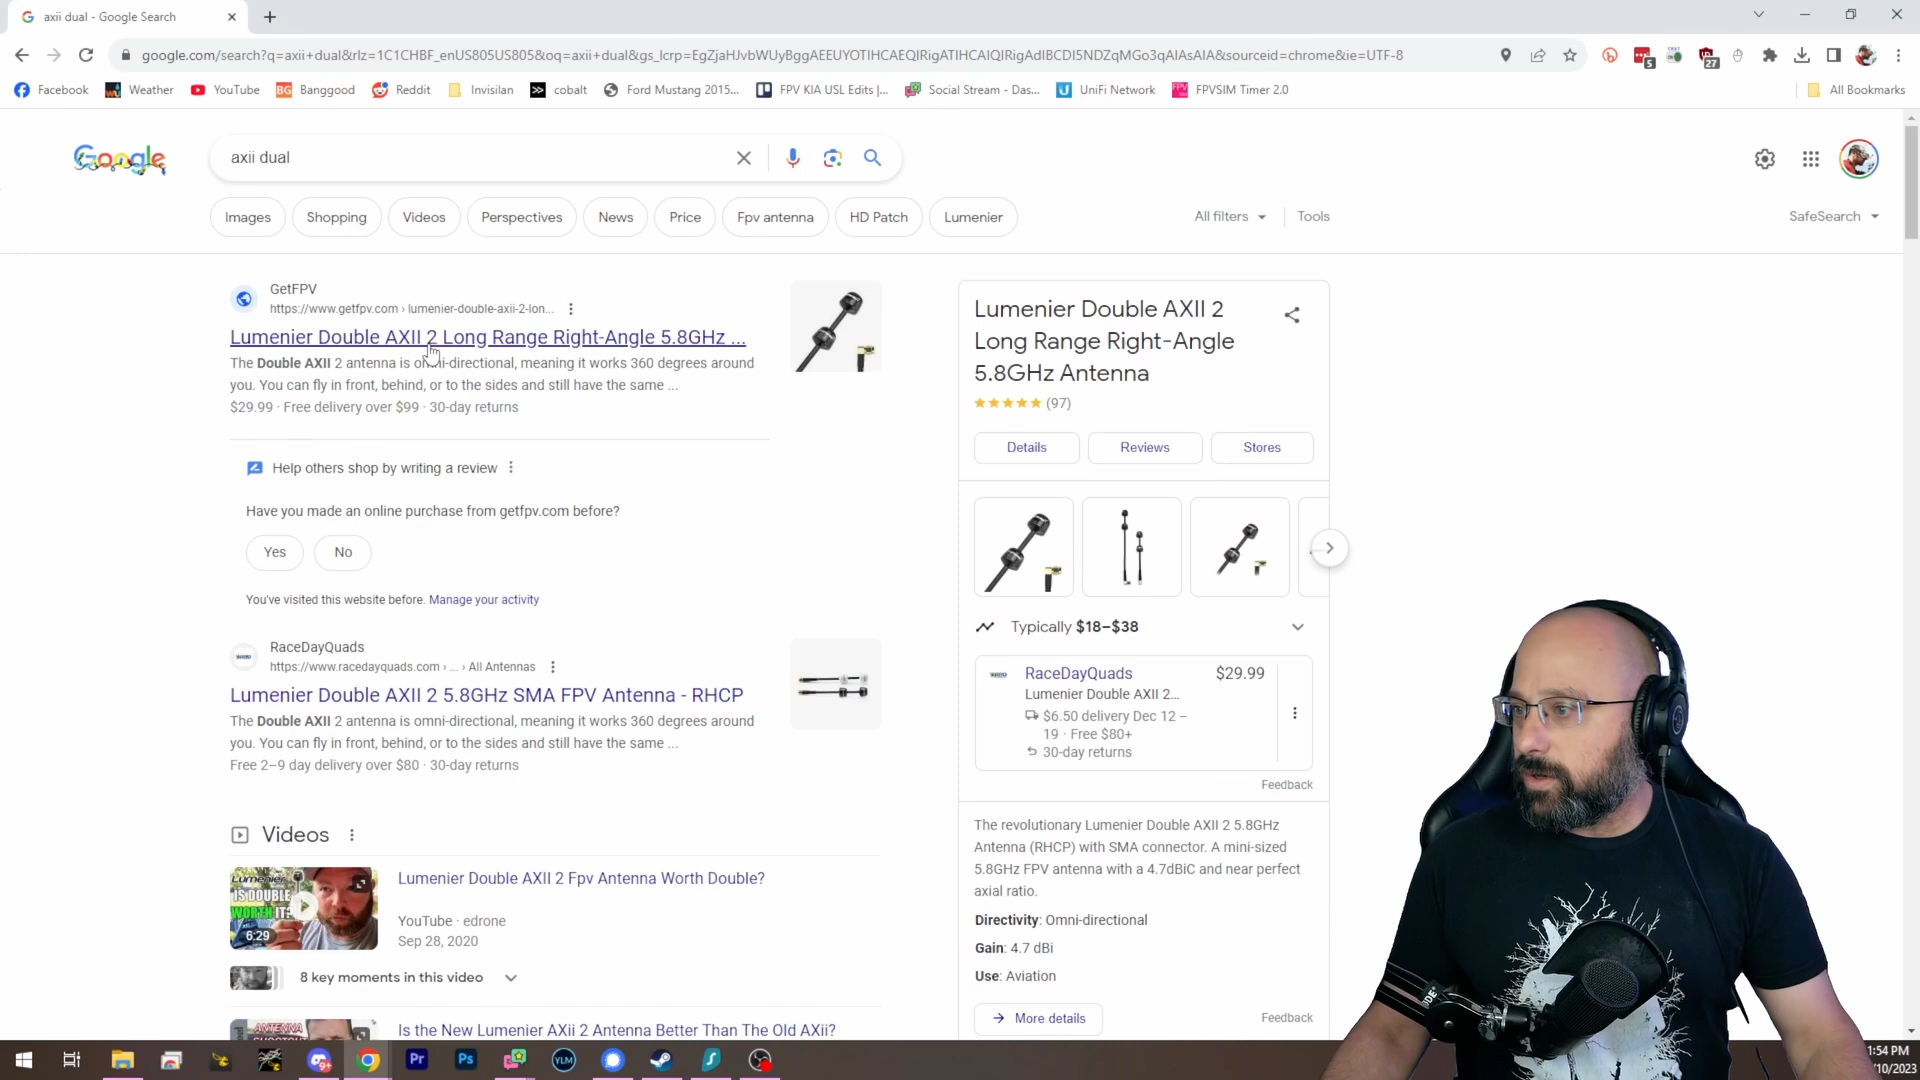 axii dual - Google Search
google.com/search?q=axii+dual&rlz=1C1CHBF_enUS805US805&oq=axii+dual&gs_lcrp=EgZjaHJvbWUyBggAEEUYOTIHCAEQIRigATIHCAIQIRigAdIBCDI5NDZqMGo3qAIAsAIA&sourceid=chrome&ie=UTF-8
5
27
Facebook
Weather
YouTube
BG Banggood
Reddit
Invisilan
cobalt
Ford Mustang 2015...
FPV KIA USL Edits |...
Social Stream - Das...
UniFi Network
FPVSIM Timer 2.0
All Bookmarks
Google
axii dual
Images
Shopping
Videos
Perspectives
News
Price
Fpv antenna
HD Patch
Lumenier
All filters
Tools
SafeSearch
GetFPV
https://www.getfpv.com › lumenier-double-axii-2-lon...
Lumenier Double AXII 2 Long Range Right-Angle 5.8GHz ...
The Double AXII 2 antenna is omni-directional, meaning it works 360 degrees around
you. You can fly in front, behind, or to the sides and still have the same ...
$29.99 · Free delivery over $99 · 30-day returns
Help others shop by writing a review
Have you made an online purchase from getfpv.com before?
Yes
No
You've visited this website before. Manage your activity
RaceDayQuads
https://www.racedayquads.com › ... › All Antennas
Lumenier Double AXII 2 5.8GHz SMA FPV Antenna - RHCP
The Double AXII 2 antenna is omni-directional, meaning it works 360 degrees around
you. You can fly in front, behind, or to the sides and still have the same ...
Free 2–9 day delivery over $80 · 30-day returns
Videos
Lumenier
IS DOUBLE
WORTH IT?
6:29
Lumenier Double AXII 2 Fpv Antenna Worth Double?
YouTube · edrone
Sep 28, 2020
8 key moments in this video
ANTENNA
Is the New Lumenier AXii 2 Antenna Better Than The Old AXii?
Lumenier Double AXII 2
Long Range Right-Angle
5.8GHz Antenna
(97)
Details
Reviews
Stores
Typically $18–$38
RaceDayQuads
$29.99
Lumenier Double AXII 2...
$6.50 delivery Dec 12 –
19 · Free $80+
30-day returns
Feedback
The revolutionary Lumenier Double AXII 2 5.8GHz
Antenna (RHCP) with SMA connector. A mini-sized
5.8GHz FPV antenna with a 4.7dBiC and near perfect
axial ratio.
Directivity: Omni-directional
Gain: 4.7 dBi
Use: Aviation
More details
Feedback
9+
Pr
Ps
YLM
1:54 PM
/10/2023